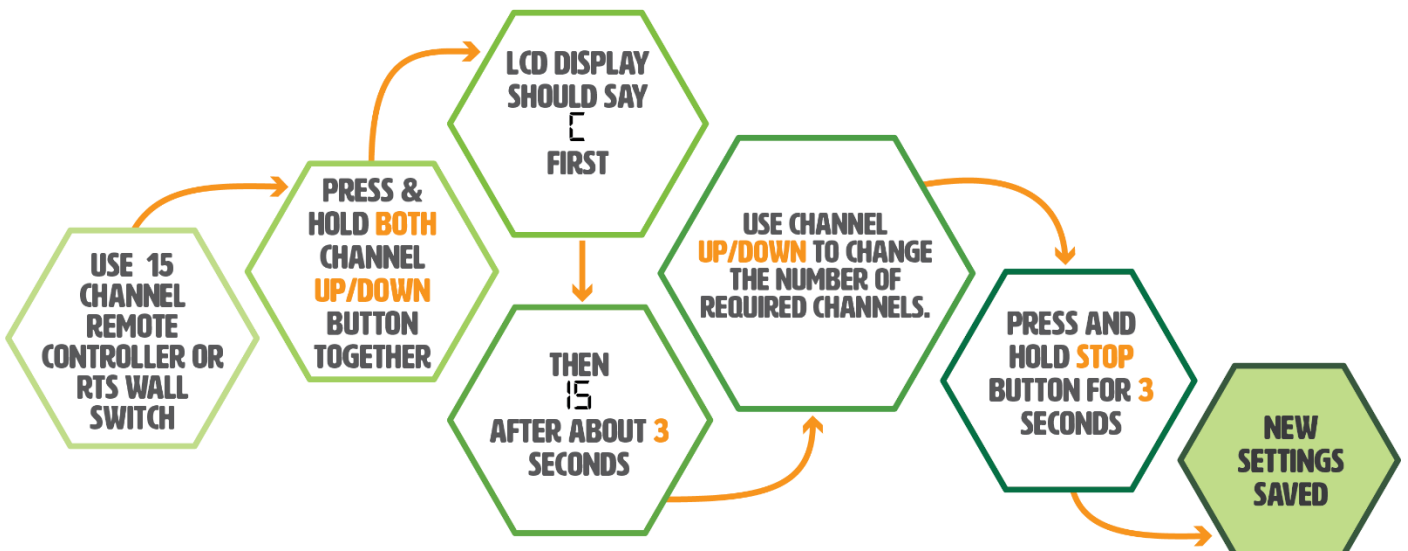 USE 15
CHANNEL
REMOTE
CONTROLLER OR
RTS WALL
SWITCH
PRESS &
HOLD BOTH
CHANNEL
UP/DOWN
BUTTON
TOGETHER
LCD DISPLAY
SHOULD SAY
C
FIRST
THEN
15
AFTER ABOUT 3
SECONDS
USE CHANNEL
UP/DOWN TO CHANGE
THE NUMBER OF
REQUIRED CHANNELS.
PRESS AND
HOLD STOP
BUTTON FOR 3
SECONDS
NEW
SETTINGS
SAVED